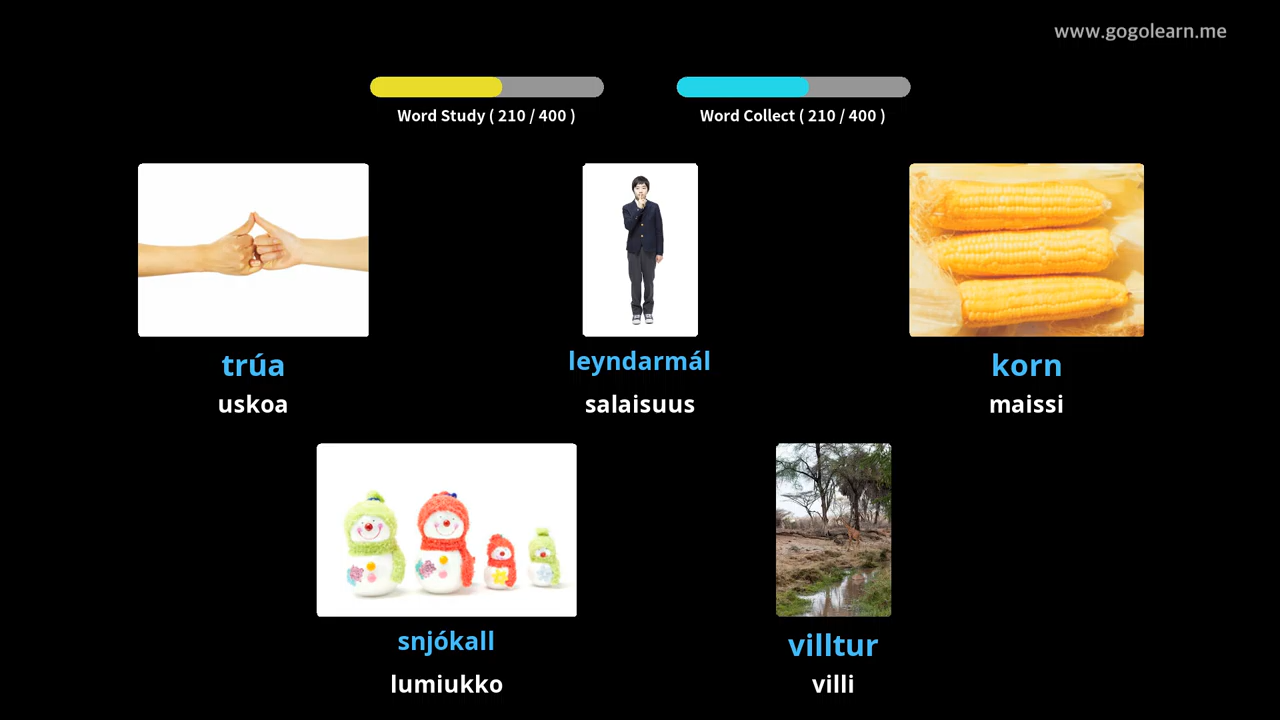 www.gogolearn.me
Word Study ( 210 / 400 )
Word Collect ( 210 / 400 )
trúa
uskoa
leyndarmál
salaisuus
korn
maissi
snjókall
lumiukko
villtur
villi